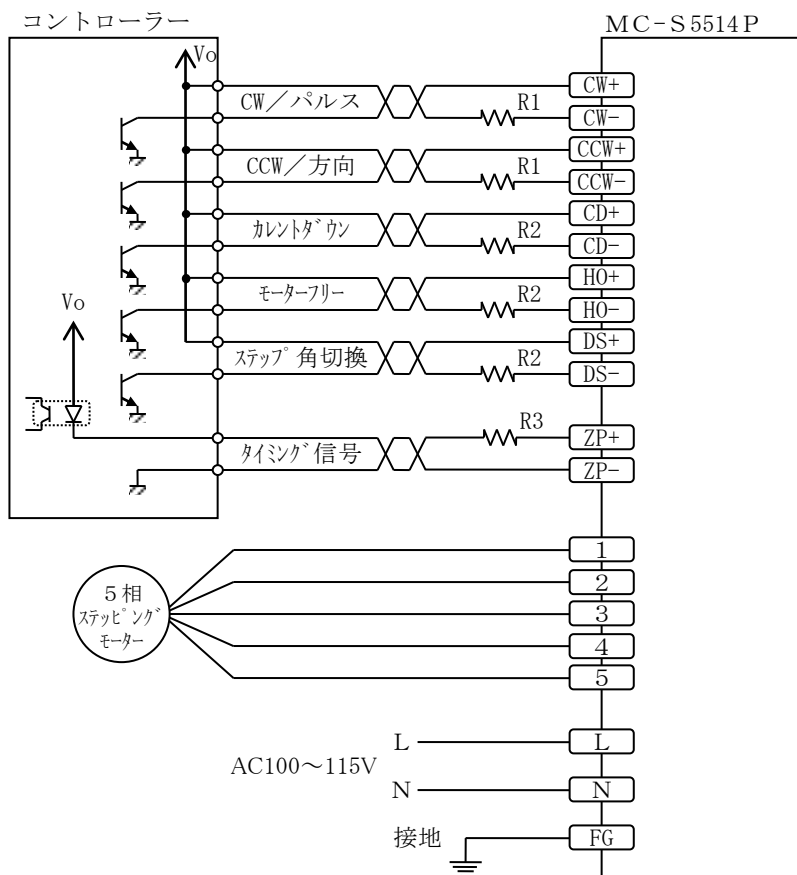 コントローラー
MC-S5514P
Vo
CW+
CW／パルス
R1
CW-
CCW+
CCW／方向
R1
CCW-
CD+
カレントダウン
R2
CD-
HO+
モーターフリー
R2
HO-
Vo
DS+
ステップ角切換
R2
DS-
R3
ZP+
タイミング信号
ZP-
1
5相
ステッピング
モーター
2
3
4
5
L
L
AC100～115V
N
N
接地
FG